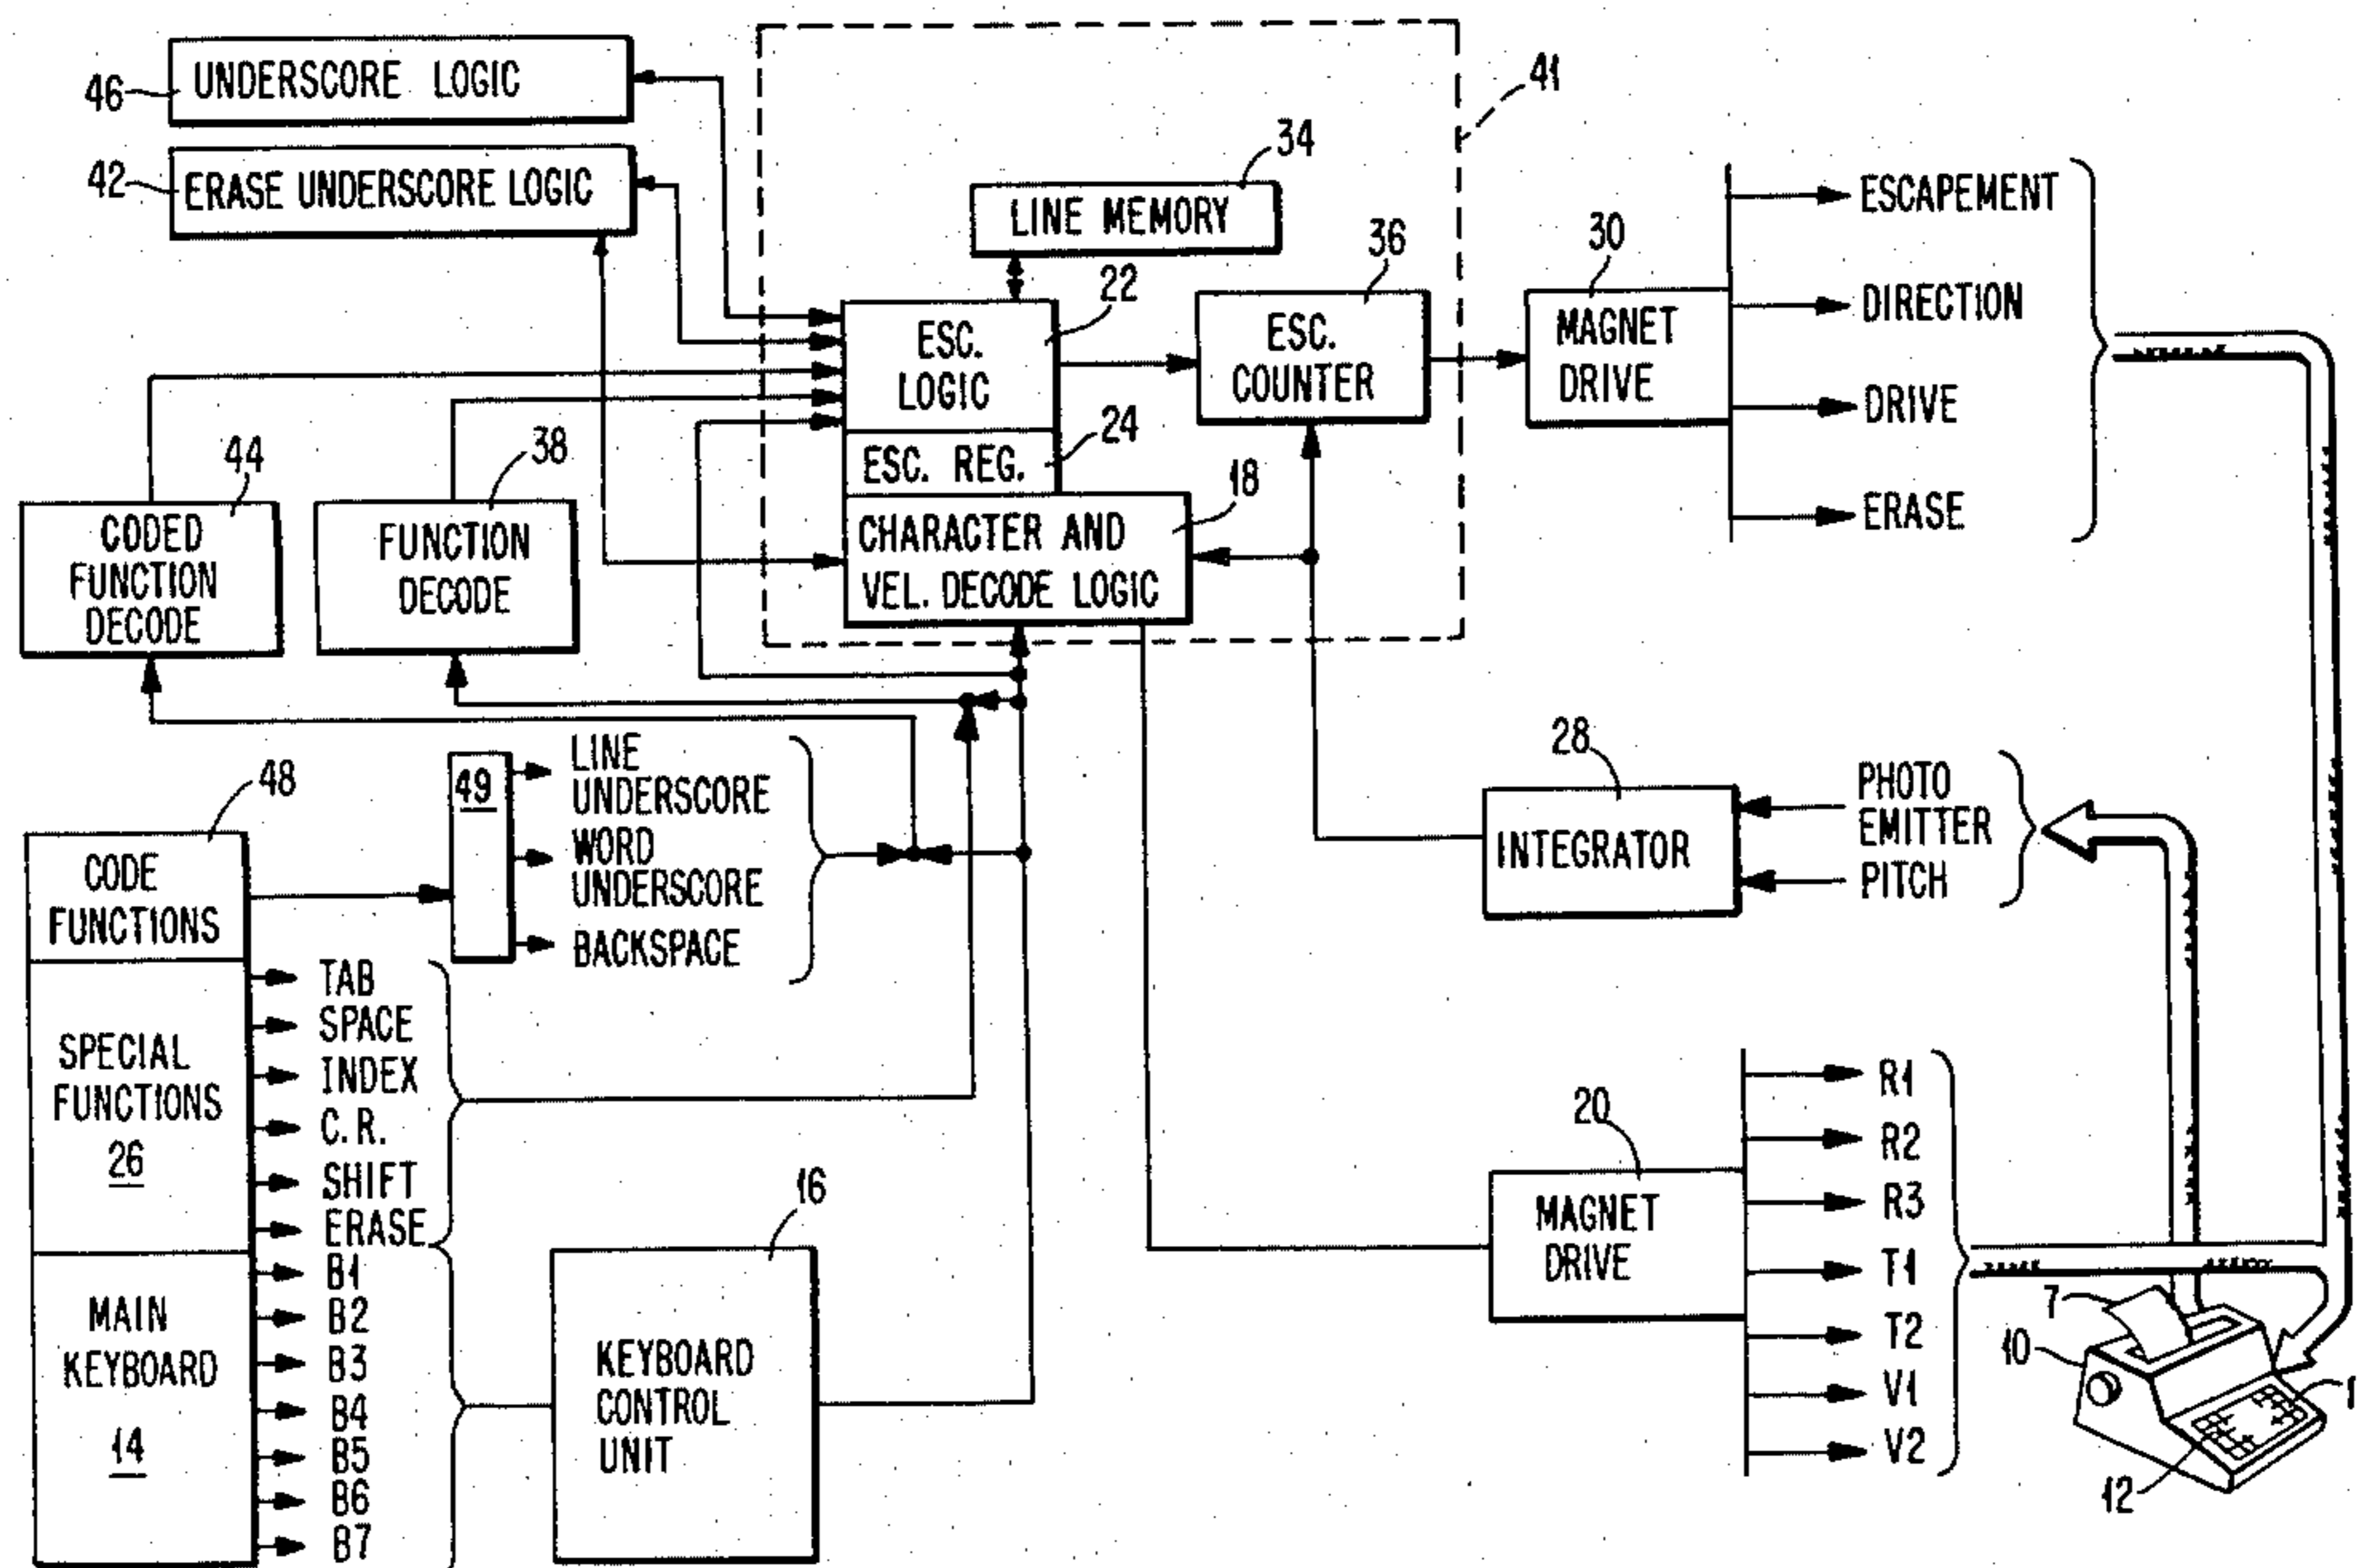 46
UNDERSCORE LOGIC
42
ERASE UNDERSCORE LOGIC
41
34
LINE MEMORY
22
ESC.
LOGIC
24
ESC. REG.
18
CHARACTER AND
VEL. DECODE LOGIC
36
ESC.
COUNTER
30
MAGNET
DRIVE
ESCAPEMENT
DIRECTION
DRIVE
ERASE
44
CODED
FUNCTION
DECODE
38
FUNCTION
DECODE
48
CODE
FUNCTIONS
49
LINE
UNDERSCORE
WORD
UNDERSCORE
BACKSPACE
28
INTEGRATOR
PHOTO
EMITTER
PITCH
SPECIAL
FUNCTIONS
26
TAB
SPACE
INDEX
C.R.
SHIFT
ERASE
MAIN
KEYBOARD
14
B1
B2
B3
B4
B5
B6
B7
16
KEYBOARD
CONTROL
UNIT
20
MAGNET
DRIVE
R1
R2
R3
T1
T2
V1
V2
7
10
1
12